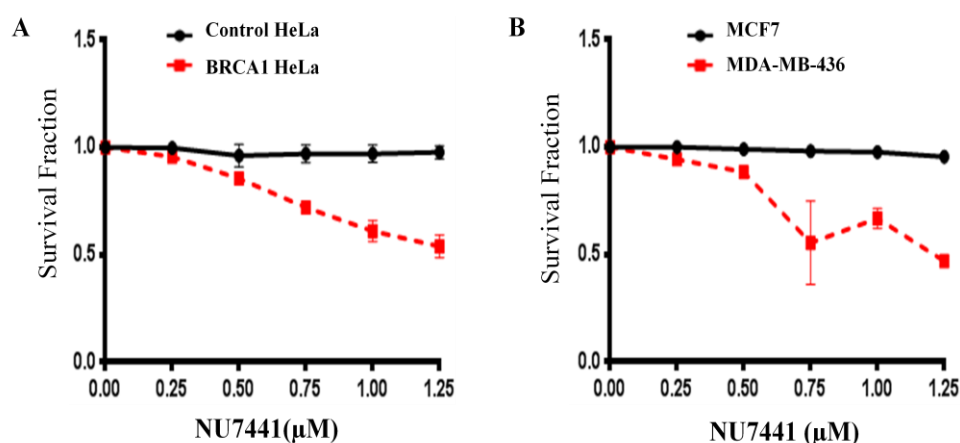 A
Control HeLa
BRCA1 HeLa
Survival Fraction
1.5
1.0
0.5
0.0
0.00 0.25 0.50 0.75 1.00 1.25
NU7441(μM)
B
MCF7
MDA-MB-436
Survival Fraction
1.5
1.0
0.5
0.0
0.00 0.25 0.50 0.75 1.00 1.25
NU7441 (μM)